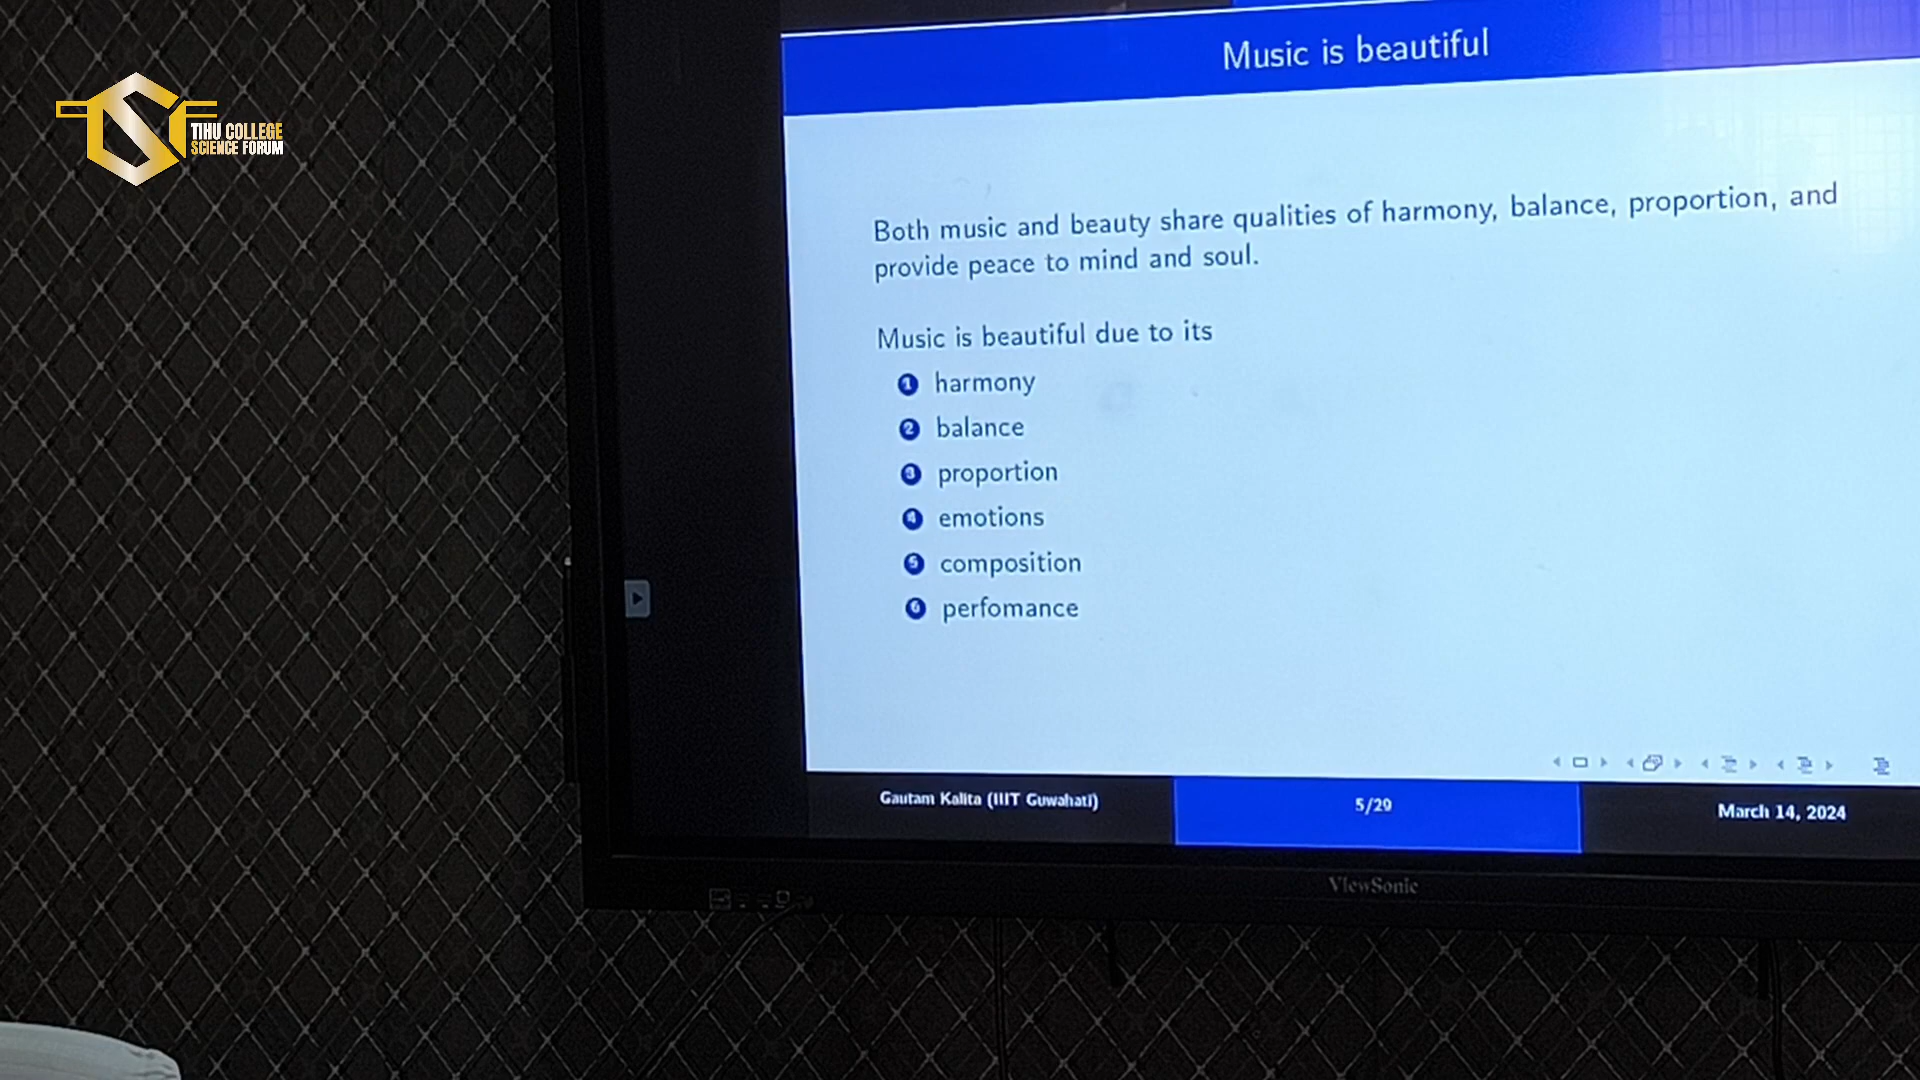 TIHU COLLEGE
SCIENCE FORUM
Music is beautiful
Both music and beauty share qualities of harmony, balance, proportion, and
provide peace to mind and soul.
Music is beautiful due to its
1 harmony
2 balance
3 proportion
4 emotions
5 composition
6 perfomance
Gautam Kalita (IIIT Guwahati)
5/29
March 14, 2024
ViewSonic